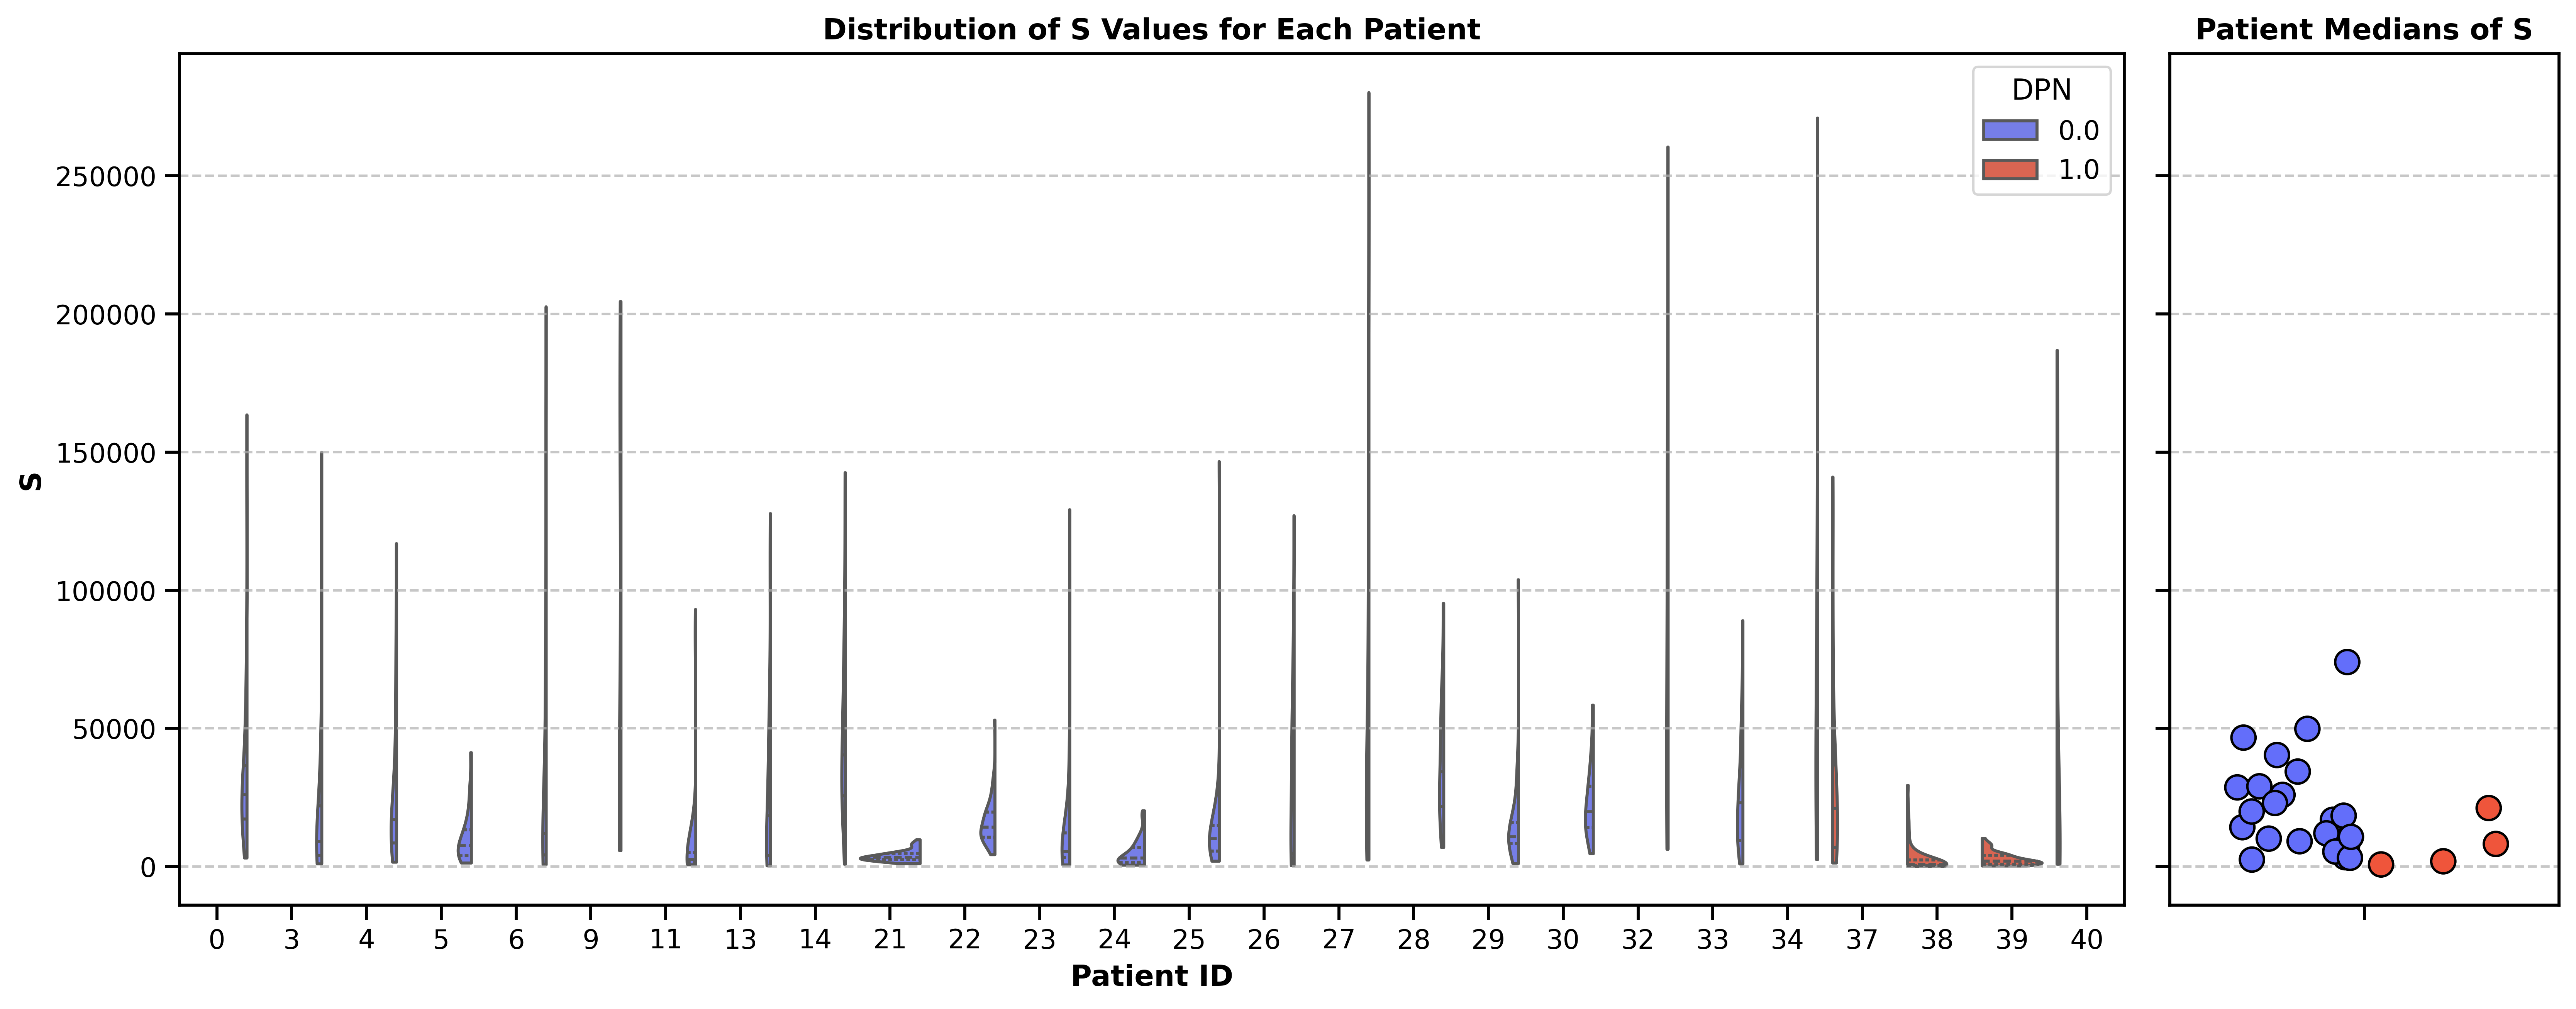 Distribution of S Values for Each Patient
Patient Medians of S
DPN
0.0
1.0
250000
200000
150000
100000
50000
0
S
0 3 4 5 6 9 11 13 14 21 22 23 24 25 26 27 28 29 30 32 33 34 37 38 39 40
Patient ID